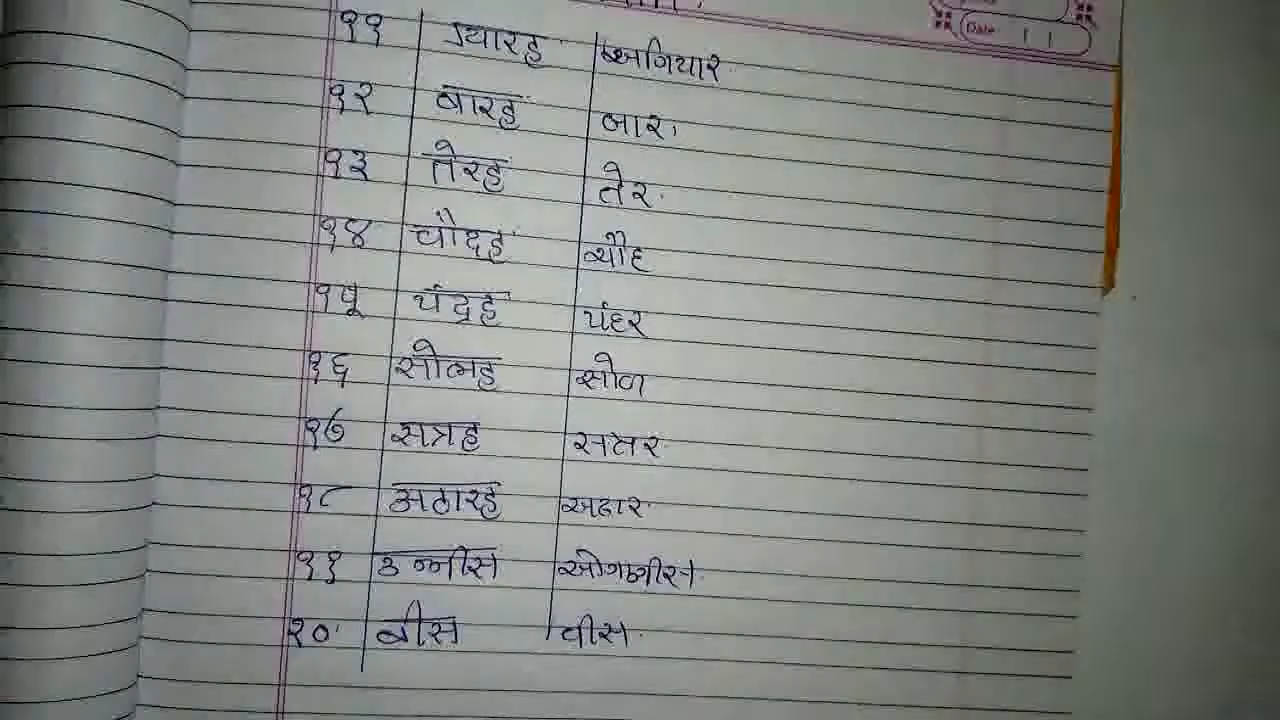 Date
११ ग्यारह अगियार
१२ बारह बार
१३ तेरह तेर
१४ चौदह चौद
१५ पंद्रह पंदर
१६ सोलह सोळ
१७ सत्रह सत्तर
१८ अठारह अढार
१९ उन्नीस ओगणीस
२० बीस वीस